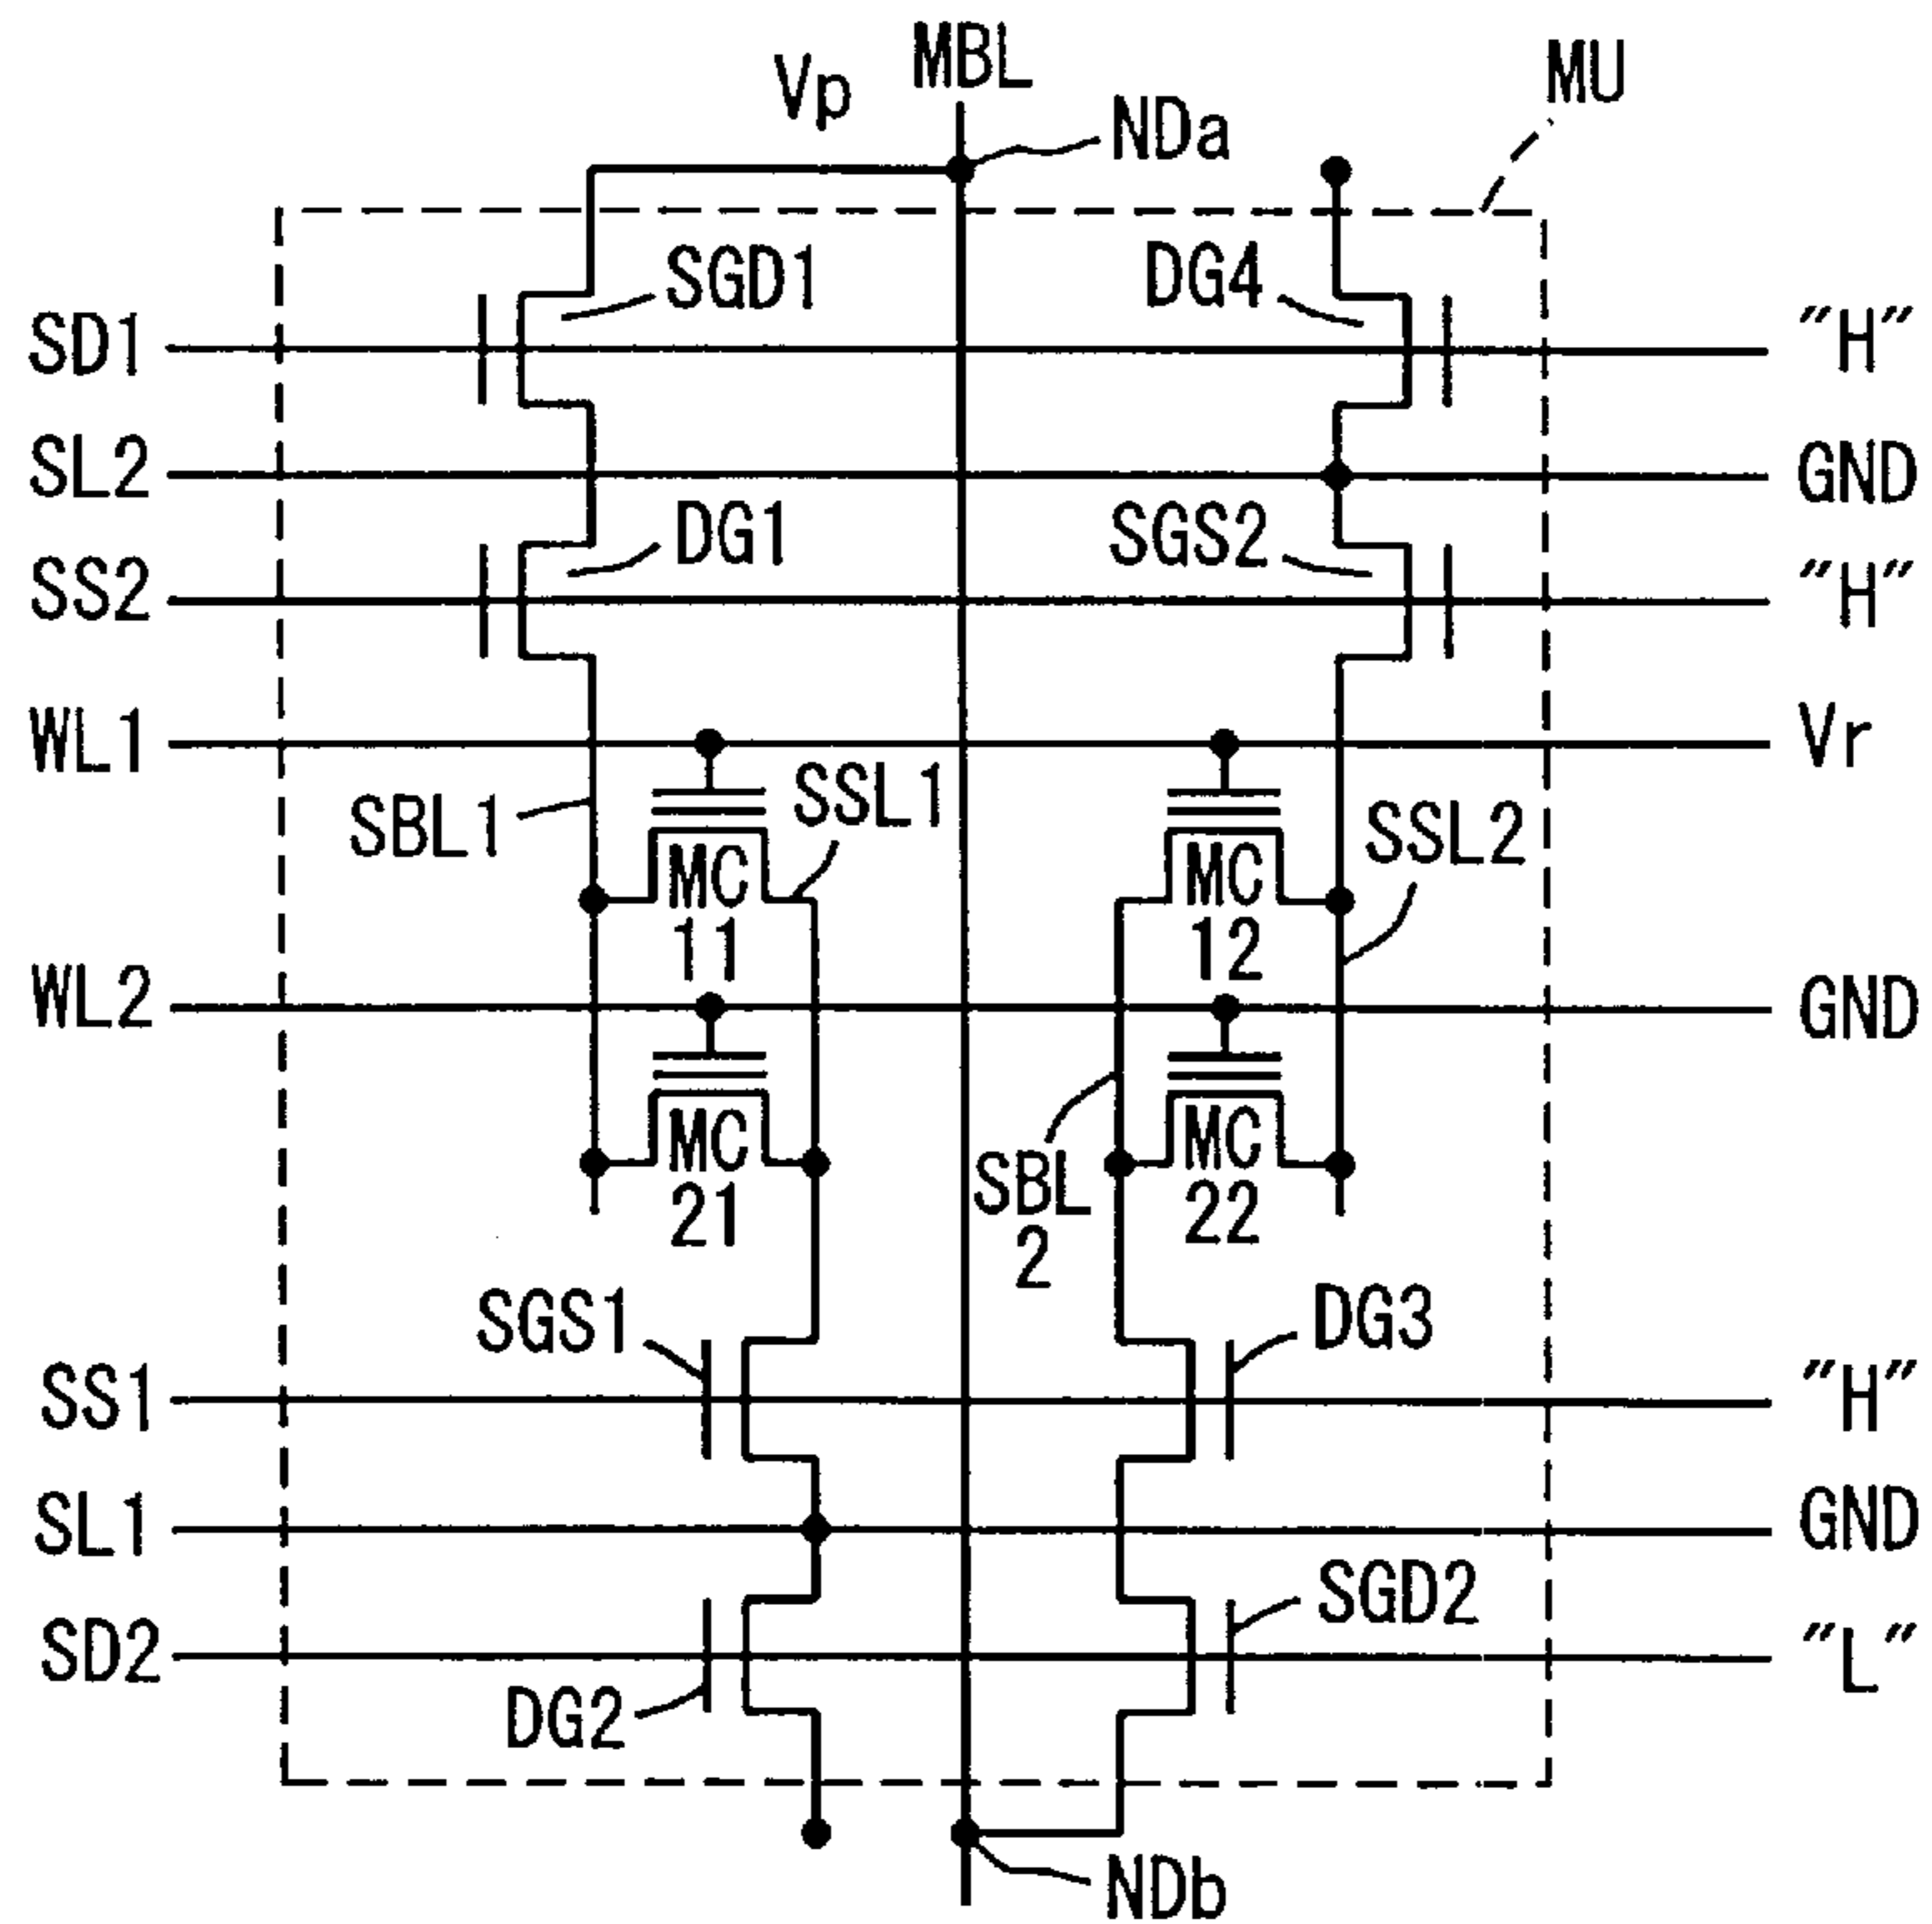 Vp
MBL
NDa
MU
SGD1
DG4
SD1
"H"
SL2
GND
DG1
SGS2
SS2
"H"
WL1
Vr
SBL1
SSL1
SSL2
MC
11
MC
12
WL2
GND
MC
21
SBL
2
MC
22
SGS1
DG3
SS1
"H"
SL1
GND
SGD2
SD2
"L"
DG2
NDb